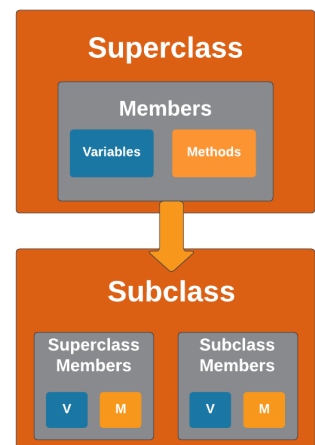 Superclass
Members
Variables
Methods
Subclass
Superclass
Members
Subclass
Members
V
M
V
M